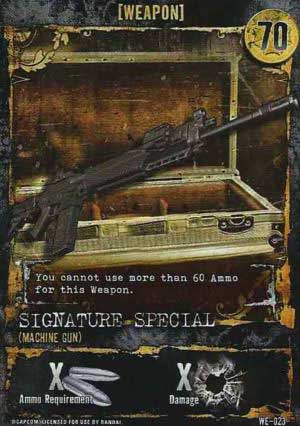 [WEAPON]
70
You cannot use more than 60 Ammo
for this Weapon.
SIGNATURE SPECIAL
(MACHINE GUN)
X
X
Ammo Requirement
Damage
©CAPCOM LICENSED FOR USE BY BANDAI.
WE-023